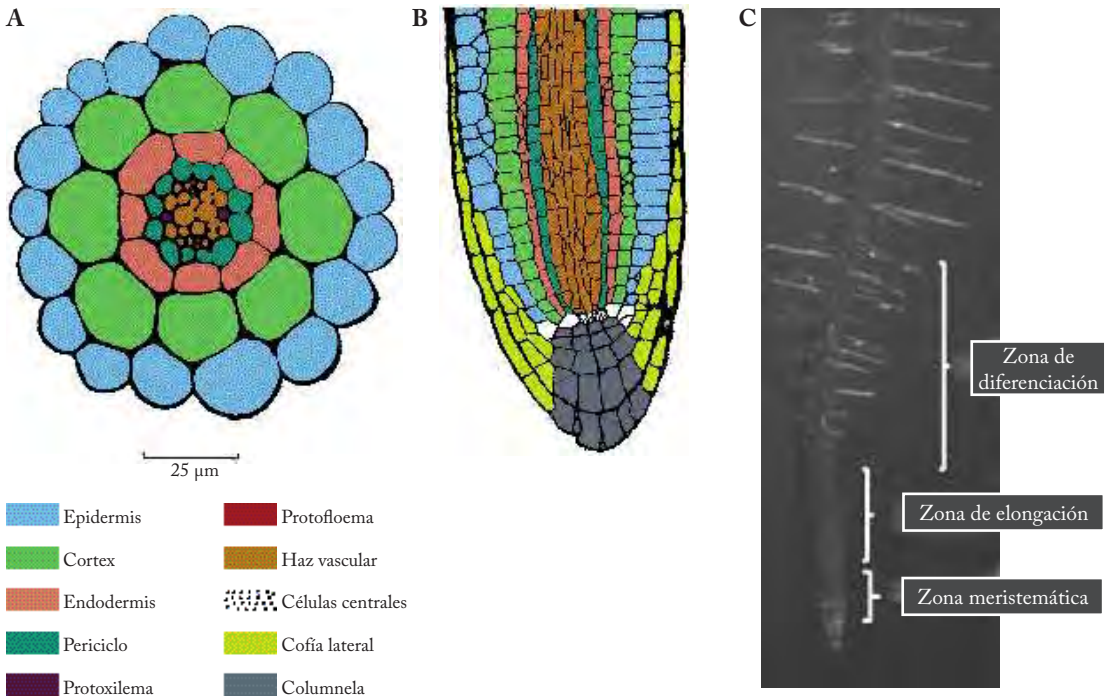 A
B
C
25 µm
Epidermis
Cortex
Endodermis
Periciclo
Protoxilema
Protofloema
Haz vascular
Células centrales
Cofía lateral
Columnela
Zona de
diferenciación
Zona de elongación
Zona meristemática